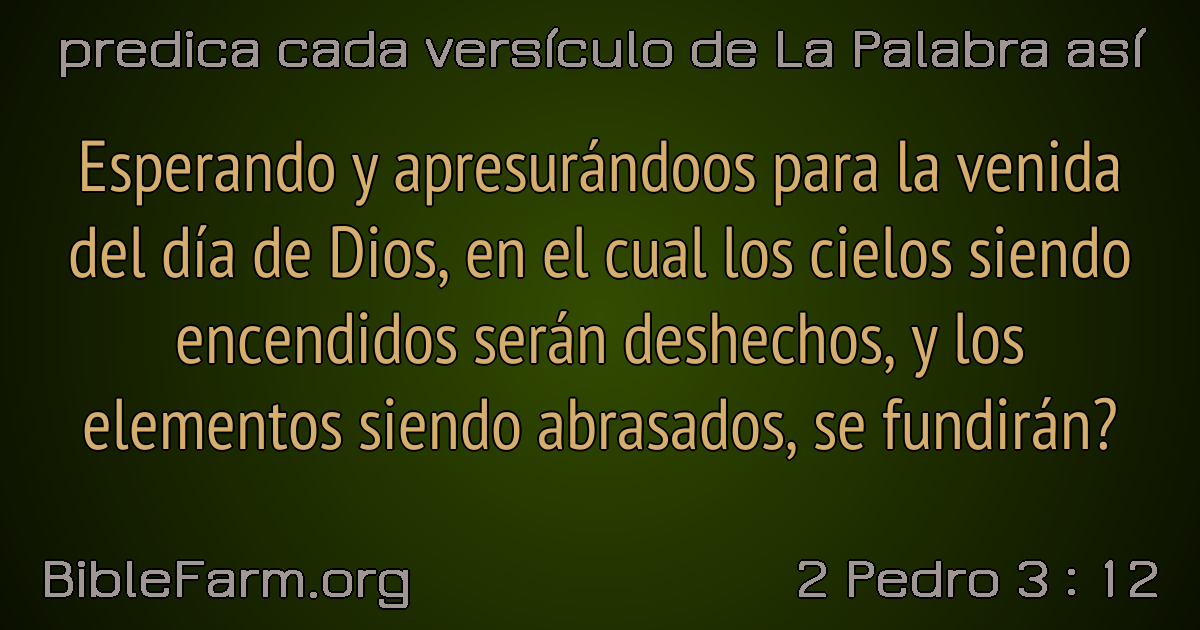 predica cada versículo de La Palabra así
Esperando y apresurándoos para la venida
del día de Dios, en el cual los cielos siendo
encendidos serán deshechos, y los
elementos siendo abrasados, se fundirán?
BibleFarm.org
2 Pedro 3 : 12